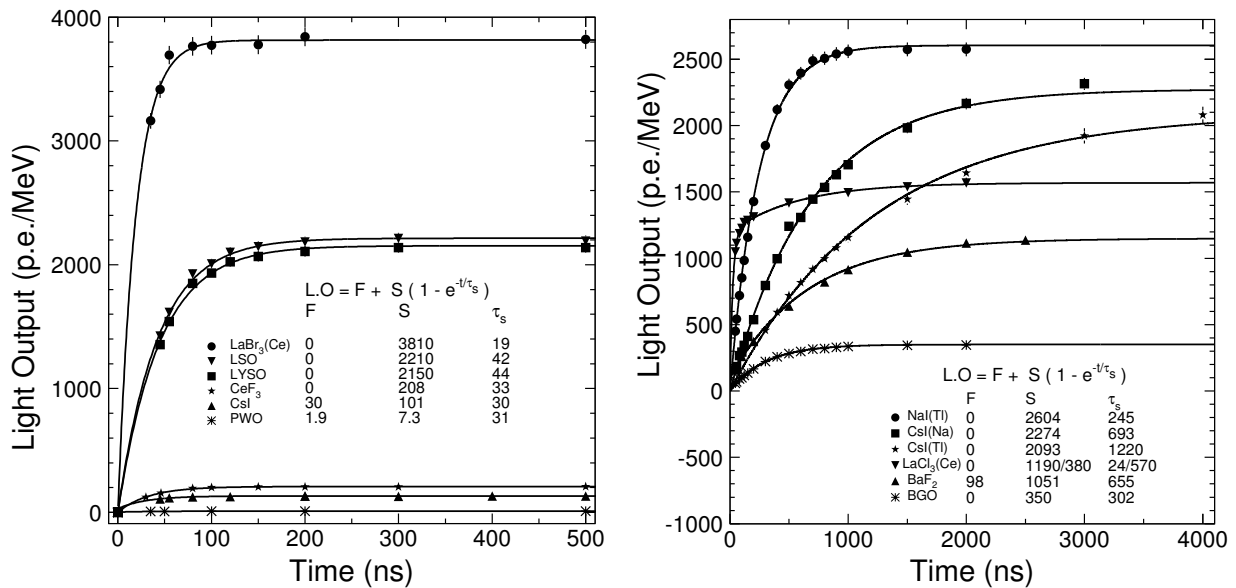 Light Output (p.e./MeV)
4000
3000
2000
1000
0
L.O = F + S ( 1 - e^-t/τs)
F S τs
LaBr3(Ce) 0 3810 19
LSO 0 2210 42
LYSO 0 2150 44
CeF3 0 208 33
CsI 30 101 30
PWO 1.9 7.3 31
0 100 200 300 400 500
Time (ns)
Light Output (p.e./MeV)
2500
2000
1500
1000
500
0
-500
-1000
L.O = F + S ( 1 - e^-t/τs)
F S τs
NaI(Tl) 0 2604 245
CsI(Na) 0 2274 693
CsI(Tl) 0 2093 1220
LaCl3(Ce) 0 1190/380 24/570
BaF2 98 1051 655
BGO 0 350 302
0 1000 2000 3000 4000
Time (ns)